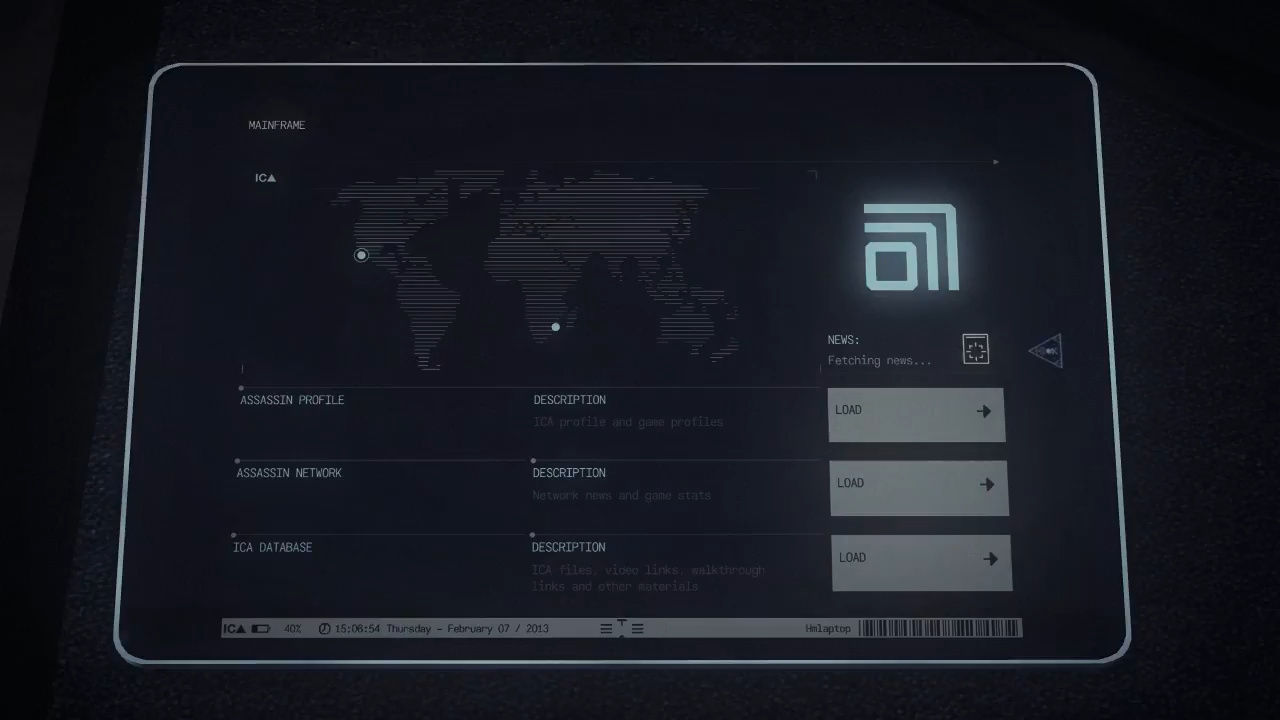 MAINFRAME
ICA
NEWS:
Fetching news...
ASSASSIN PROFILE
DESCRIPTION
ICA profile and game profiles
LOAD
ASSASSIN NETWORK
DESCRIPTION
Network news and game stats
LOAD
ICA DATABASE
DESCRIPTION
ICA files, video links, walkthrough
links and other materials
LOAD
ICA 40% 15:06:54 Thursday - February 07 / 2013 Hmlaptop